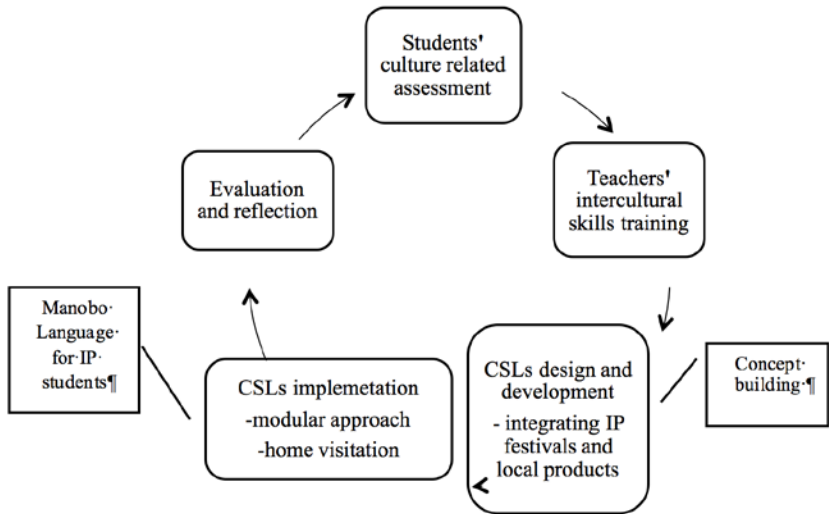 Students'
culture related
assessment
Teachers'
intercultural
skills training
Evaluation
and reflection
Manobo·
Language·
for·IP·
students¶
CSLs implemetation
-modular approach
-home visitation
CSLs design and
development
- integrating IP
festivals and
local products
Concept·
building·¶